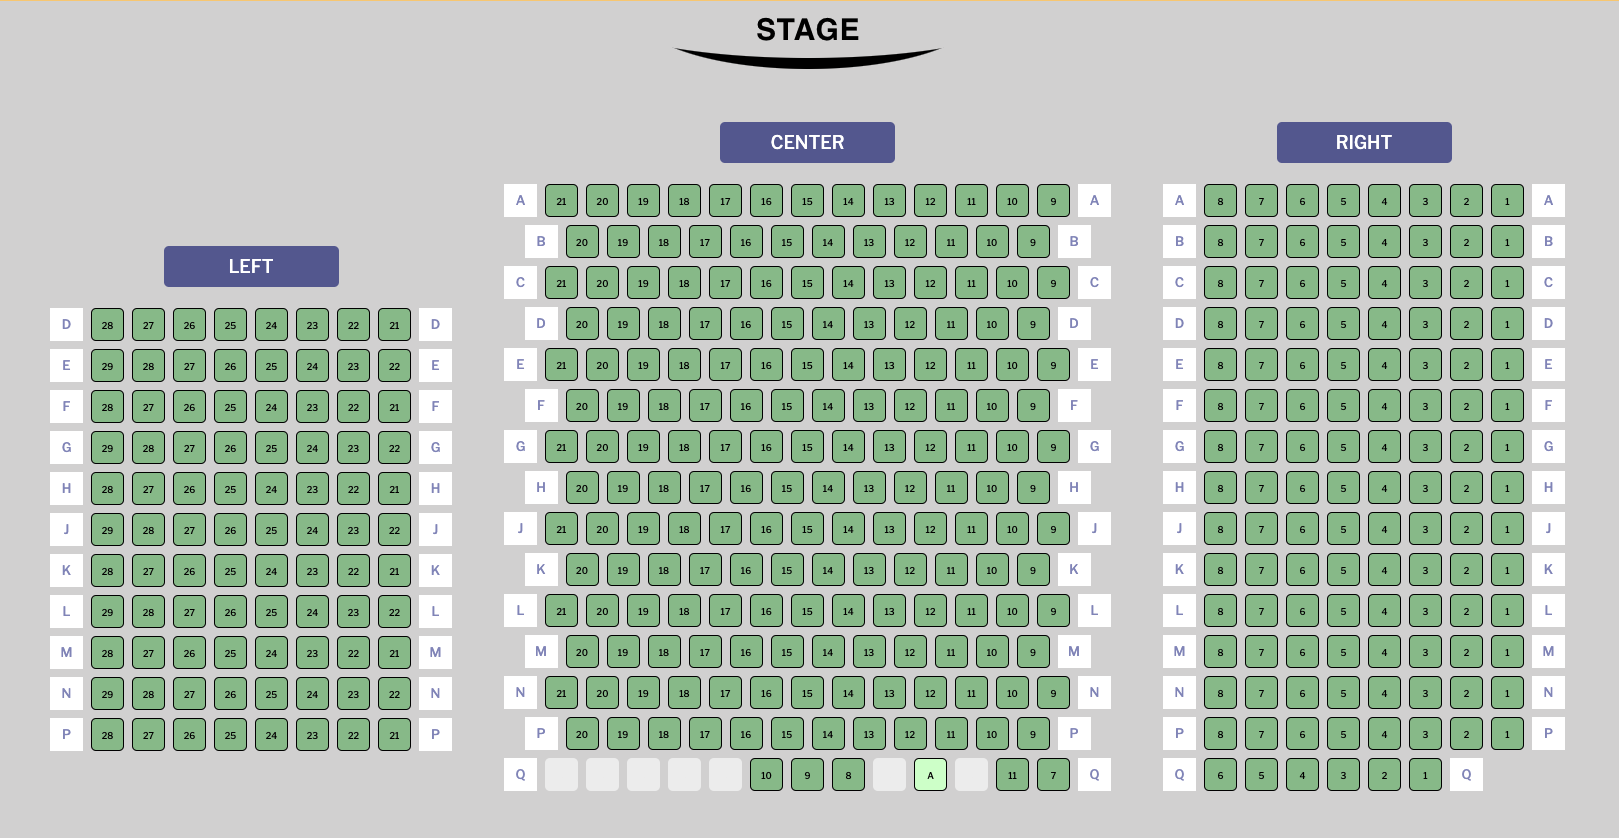 STAGE
CENTER
RIGHT
A 21 20 19 18 17 16 15 14 13 12 11 10 9 A A 8 7 6 5 4 3 2 1 A
B 20 19 18 17 16 15 14 13 12 11 10 9 B B 8 7 6 5 4 3 2 1 B
LEFT
C 21 20 19 18 17 16 15 14 13 12 11 10 9 C C 8 7 6 5 4 3 2 1 C
D 28 27 26 25 24 23 22 21 D D 20 19 18 17 16 15 14 13 12 11 10 9 D D 8 7 6 5 4 3 2 1 D
E 29 28 27 26 25 24 23 22 E E 21 20 19 18 17 16 15 14 13 12 11 10 9 E E 8 7 6 5 4 3 2 1 E
F 28 27 26 25 24 23 22 21 F F 20 19 18 17 16 15 14 13 12 11 10 9 F F 8 7 6 5 4 3 2 1 F
G 29 28 27 26 25 24 23 22 G G 21 20 19 18 17 16 15 14 13 12 11 10 9 G G 8 7 6 5 4 3 2 1 G
H 28 27 26 25 24 23 22 21 H H 20 19 18 17 16 15 14 13 12 11 10 9 H H 8 7 6 5 4 3 2 1 H
J 29 28 27 26 25 24 23 22 J J 21 20 19 18 17 16 15 14 13 12 11 10 9 J J 8 7 6 5 4 3 2 1 J
K 28 27 26 25 24 23 22 21 K K 20 19 18 17 16 15 14 13 12 11 10 9 K K 8 7 6 5 4 3 2 1 K
L 29 28 27 26 25 24 23 22 L L 21 20 19 18 17 16 15 14 13 12 11 10 9 L L 8 7 6 5 4 3 2 1 L
M 28 27 26 25 24 23 22 21 M M 20 19 18 17 16 15 14 13 12 11 10 9 M M 8 7 6 5 4 3 2 1 M
N 29 28 27 26 25 24 23 22 N N 21 20 19 18 17 16 15 14 13 12 11 10 9 N N 8 7 6 5 4 3 2 1 N
P 28 27 26 25 24 23 22 21 P P 20 19 18 17 16 15 14 13 12 11 10 9 P P 8 7 6 5 4 3 2 1 P
Q 10 9 8 A 11 7 Q Q 6 5 4 3 2 1 Q